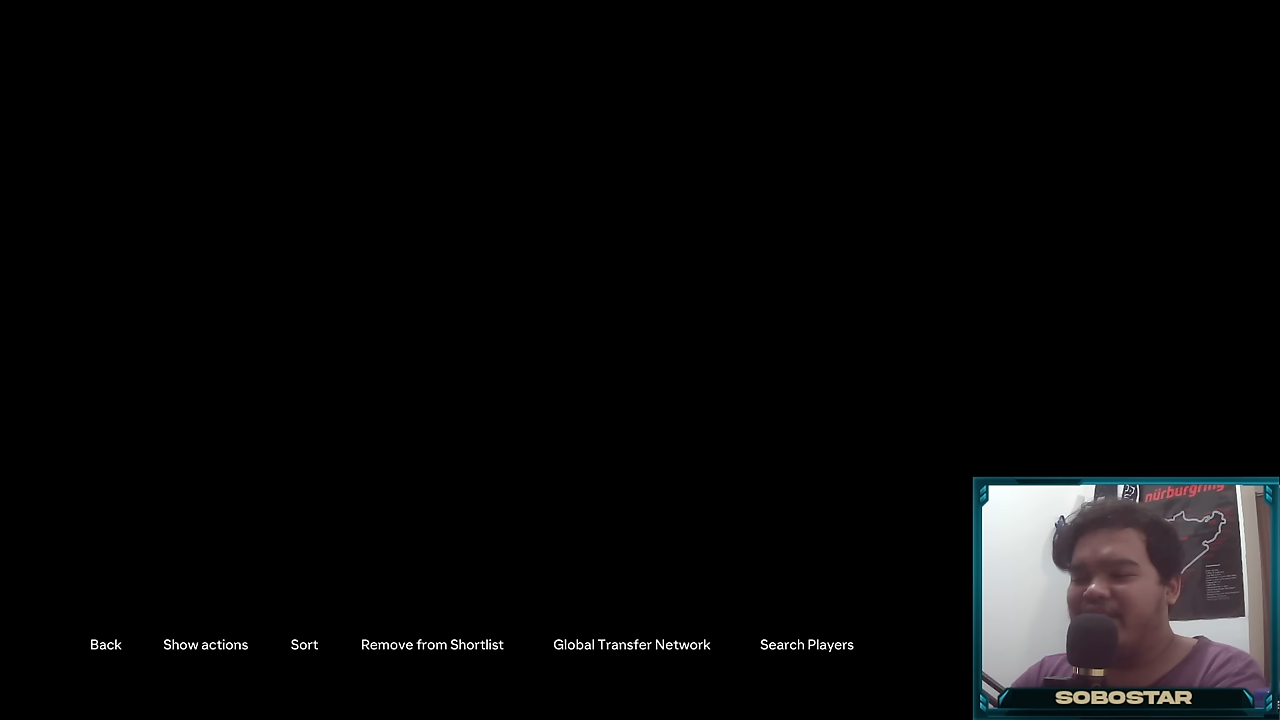 Back Show actions Sort Remove from Shortlist Global Transfer Network Search Players
nürburgring
SOBOSTAR